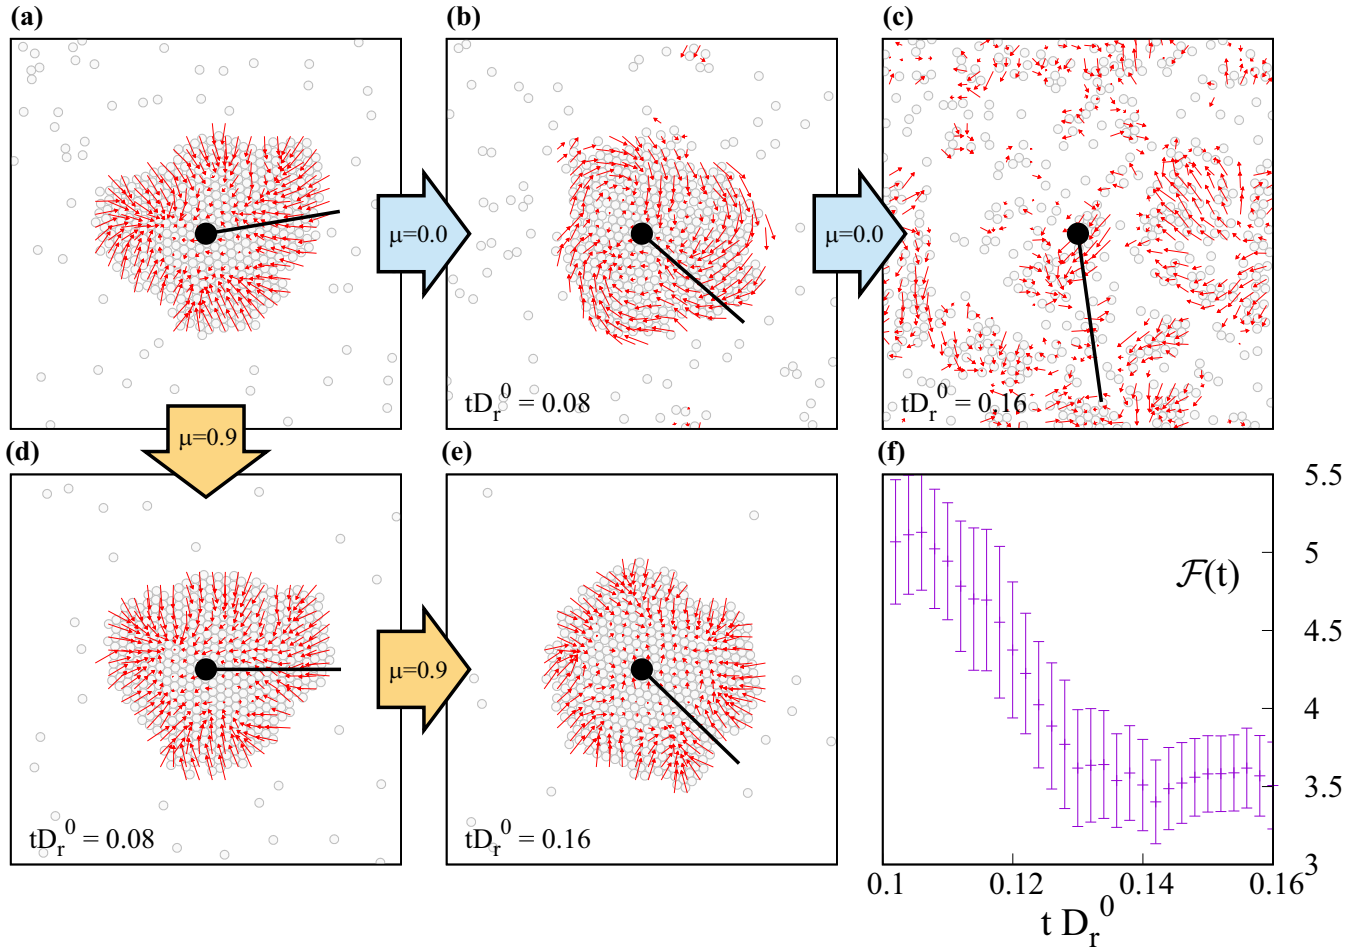 (a)
(b)
(c)
μ=0.0
μ=0.0
tD_r^0 = 0.08
tD_r^0 = 0.16
μ=0.9
(d)
(e)
(f)
μ=0.9
tD_r^0 = 0.08
tD_r^0 = 0.16
ℱ(t)
5.5
5
4.5
4
3.5
3
0.1
0.12
0.14
0.16
t D_r^0